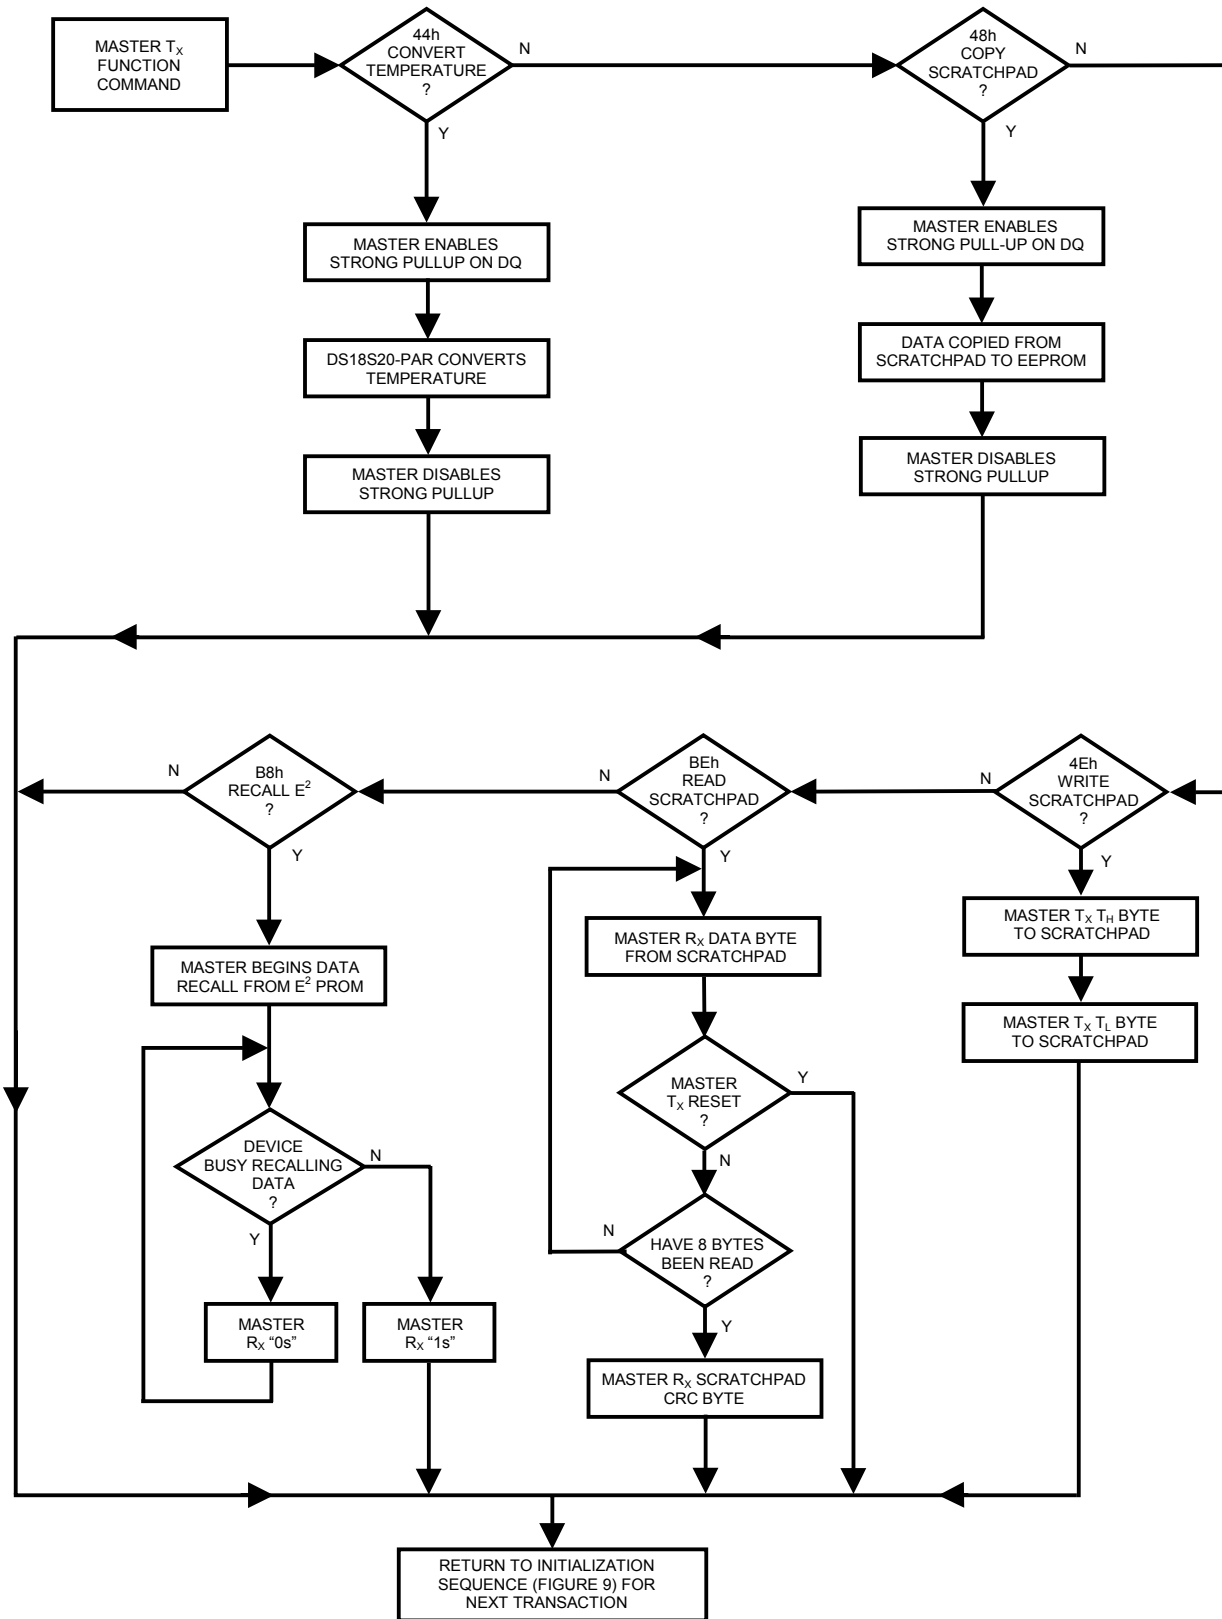 MASTER TX
FUNCTION
COMMAND
44h
CONVERT
TEMPERATURE
?
N
Y
48h
COPY
SCRATCHPAD
?
N
Y
MASTER ENABLES
STRONG PULLUP ON DQ
DS18S20-PAR CONVERTS
TEMPERATURE
MASTER DISABLES
STRONG PULLUP
MASTER ENABLES
STRONG PULL-UP ON DQ
DATA COPIED FROM
SCRATCHPAD TO EEPROM
MASTER DISABLES
STRONG PULLUP
4Eh
WRITE
SCRATCHPAD
?
N
Y
MASTER TX TH BYTE
TO SCRATCHPAD
MASTER TX TL BYTE
TO SCRATCHPAD
BEh
READ
SCRATCHPAD
?
N
Y
MASTER RX DATA BYTE
FROM SCRATCHPAD
MASTER
TX RESET
?
Y
N
HAVE 8 BYTES
BEEN READ
?
N
Y
MASTER RX SCRATCHPAD
CRC BYTE
B8h
RECALL E²
?
N
Y
MASTER BEGINS DATA
RECALL FROM E² PROM
DEVICE
BUSY RECALLING
DATA
?
N
Y
MASTER
RX “0s”
MASTER
RX “1s”
RETURN TO INITIALIZATION
SEQUENCE (FIGURE 9) FOR
NEXT TRANSACTION